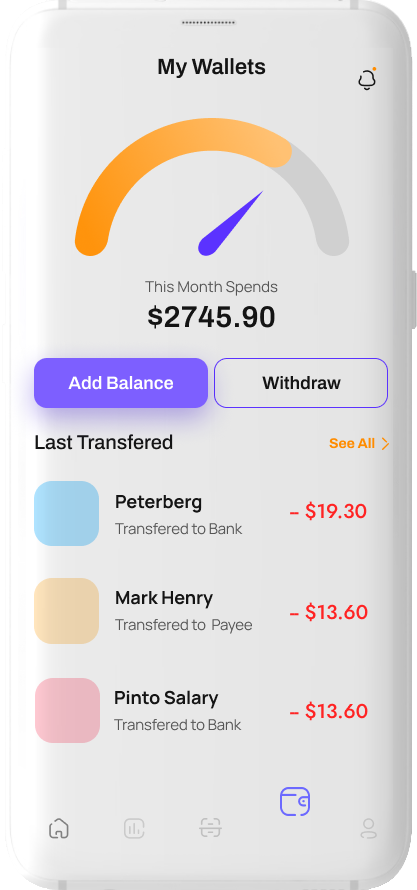 My Wallets
This Month Spends
$2745.90
Add Balance
Withdraw
Last Transfered
See All
Peterberg
Transfered to Bank
– $19.30
Mark Henry
Transfered to Payee
– $13.60
Pinto Salary
Transfered to Bank
– $13.60